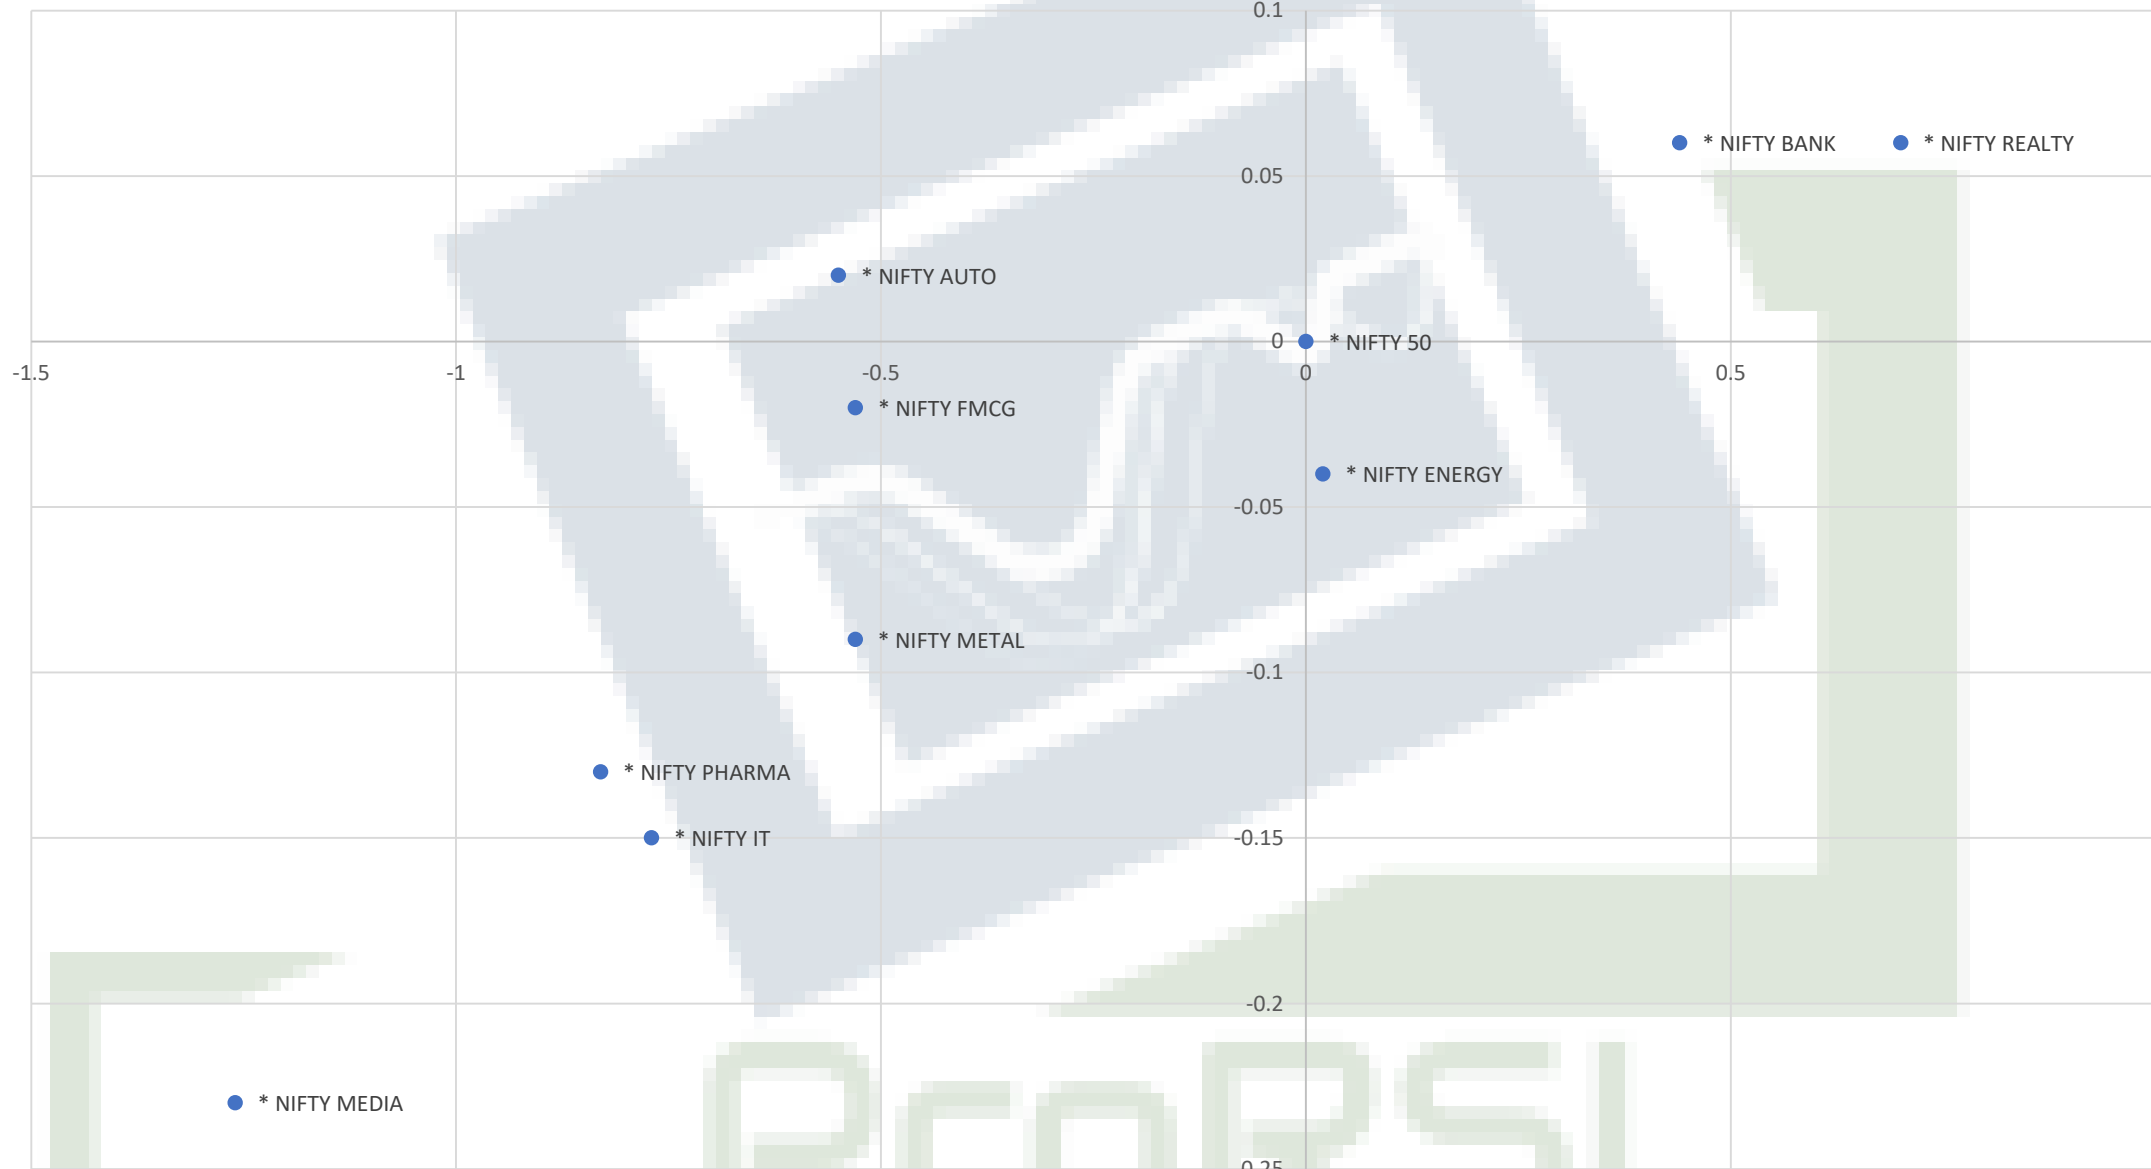 0.1
* NIFTY BANK
* NIFTY REALTY
0.05
* NIFTY AUTO
0
* NIFTY 50
-1.5
-1
-0.5
0
0.5
* NIFTY FMCG
* NIFTY ENERGY
-0.05
* NIFTY METAL
-0.1
* NIFTY PHARMA
* NIFTY IT
-0.15
-0.2
ProRSI
* NIFTY MEDIA